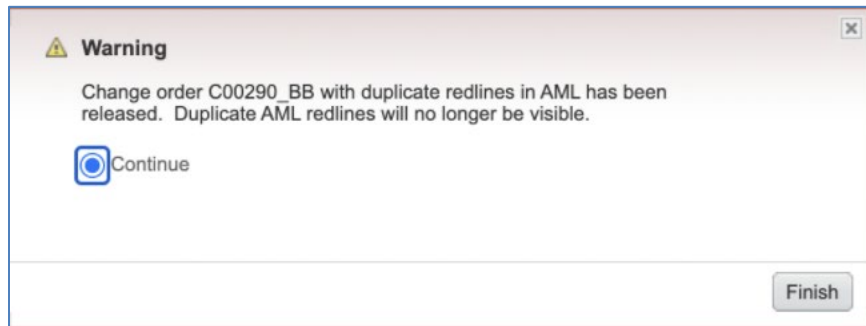 Warning
Change order C00290_BB with duplicate redlines in AML has been
released.  Duplicate AML redlines will no longer be visible.
Continue
Finish